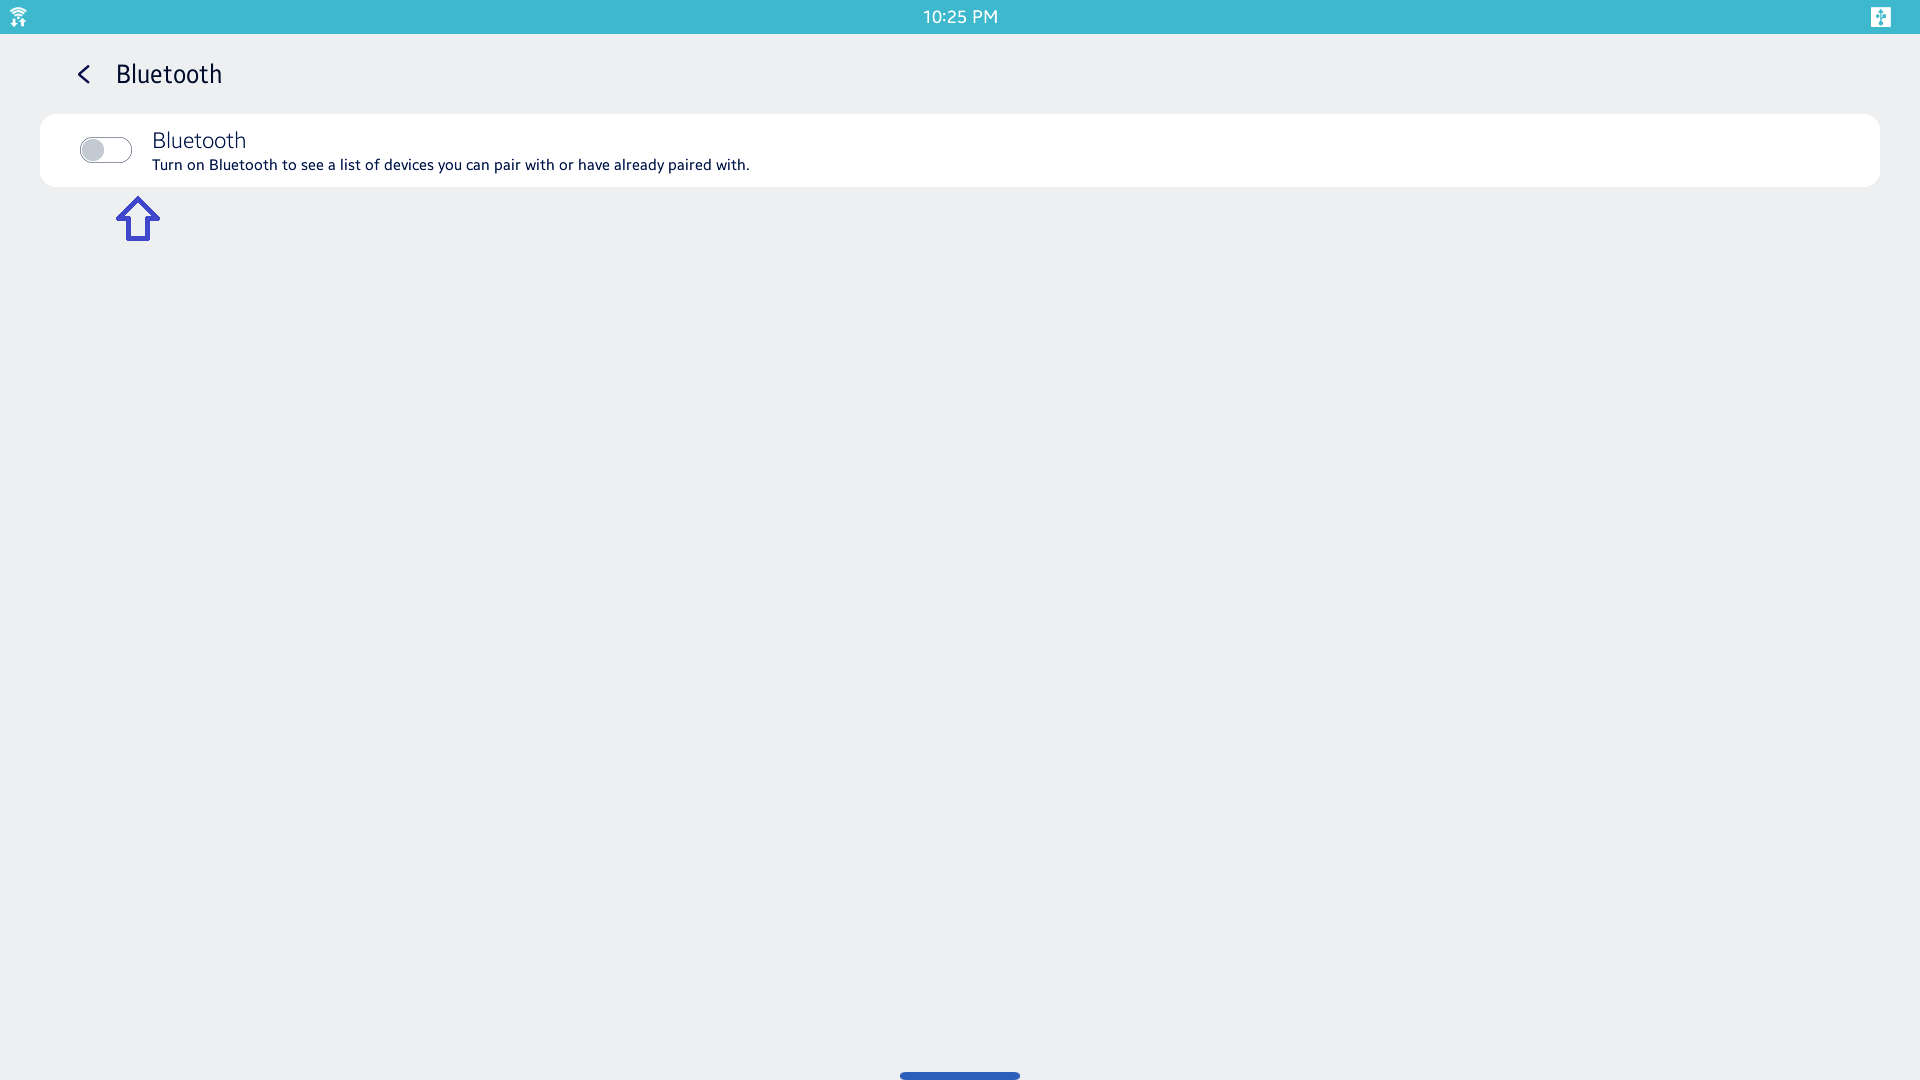 10:25 PM
Bluetooth
Bluetooth
Turn on Bluetooth to see a list of devices you can pair with or have already paired with.